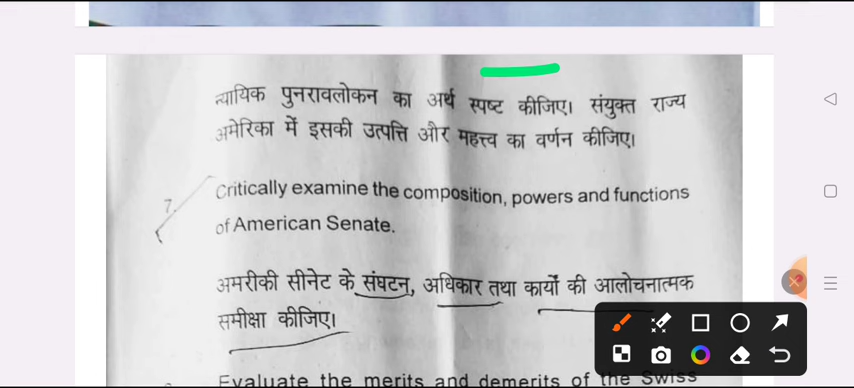 न्यायिक पुनरावलोकन का अर्थ स्पष्ट कीजिए। संयुक्त राज्य
अमेरिका में इसकी उत्पत्ति और महत्त्व का वर्णन कीजिए।
7.
Critically examine the composition, powers and functions
of American Senate.
अमरीकी सीनेट के संघटन, अधिकार तथा कार्यों की आलोचनात्मक
समीक्षा कीजिए।
Evaluate the merits and demerits of the Swiss